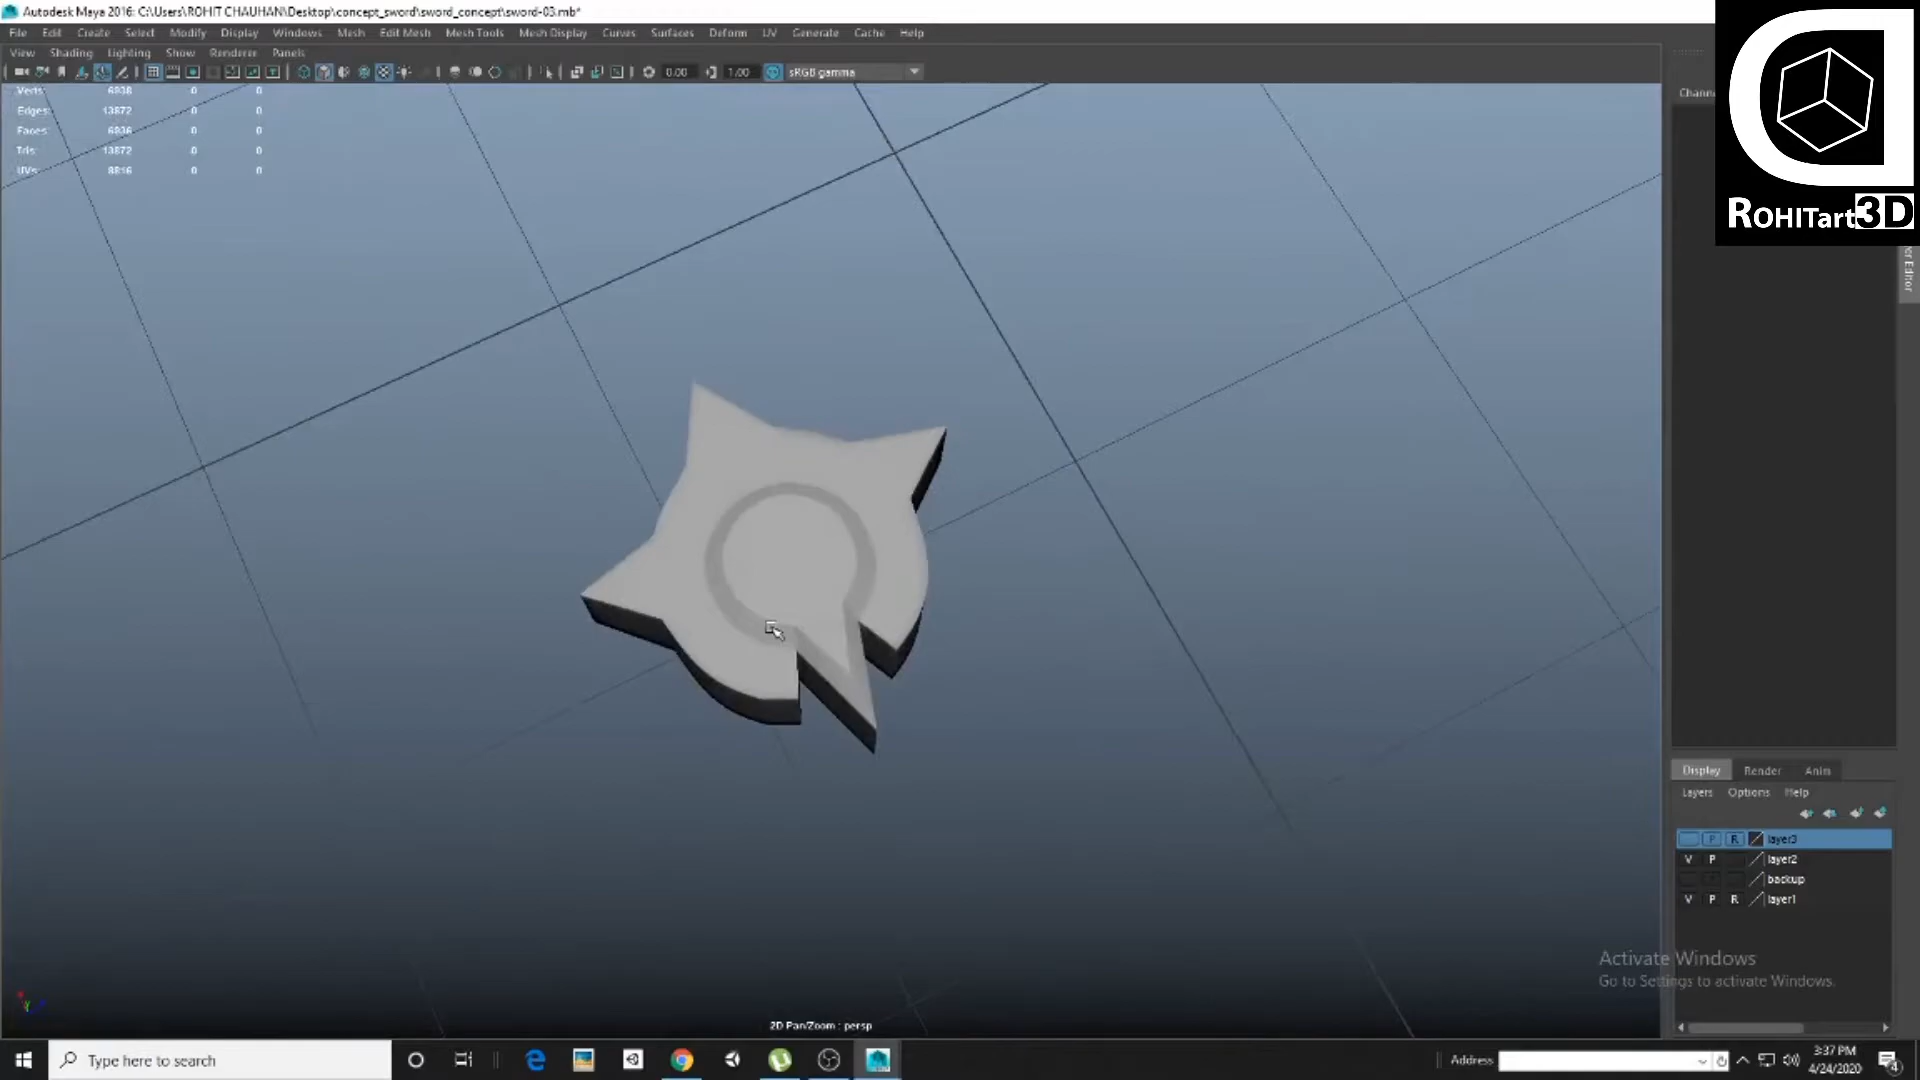 Autodesk Maya 2016: C:\Users\ROHIT CHAUHAN\Desktop\concept_sword\sword_concept\sword-03.mb*
File Edit Create Select Modify Display Windows Mesh Edit Mesh Mesh Tools Mesh Display Curves Surfaces Deform UV Generate Cache Help
View Shading Lighting Show Renderer Panels
0.00 1.00 sRGB gamma
Verts: 6938 0 0
Edges: 13872 0 0
Faces: 6936 0 0
Tris: 13872 0 0
UVs: 8816 0 0
Chann
ROHITart3D
er Editor
Display Render Anim
Layers Options Help
P R layer3
V P layer2
backup
V P R layer1
Activate Windows
Go to Settings to activate Windows.
2D Pan/Zoom : persp
Type here to search
Address
3:37 PM
4/24/2020
4